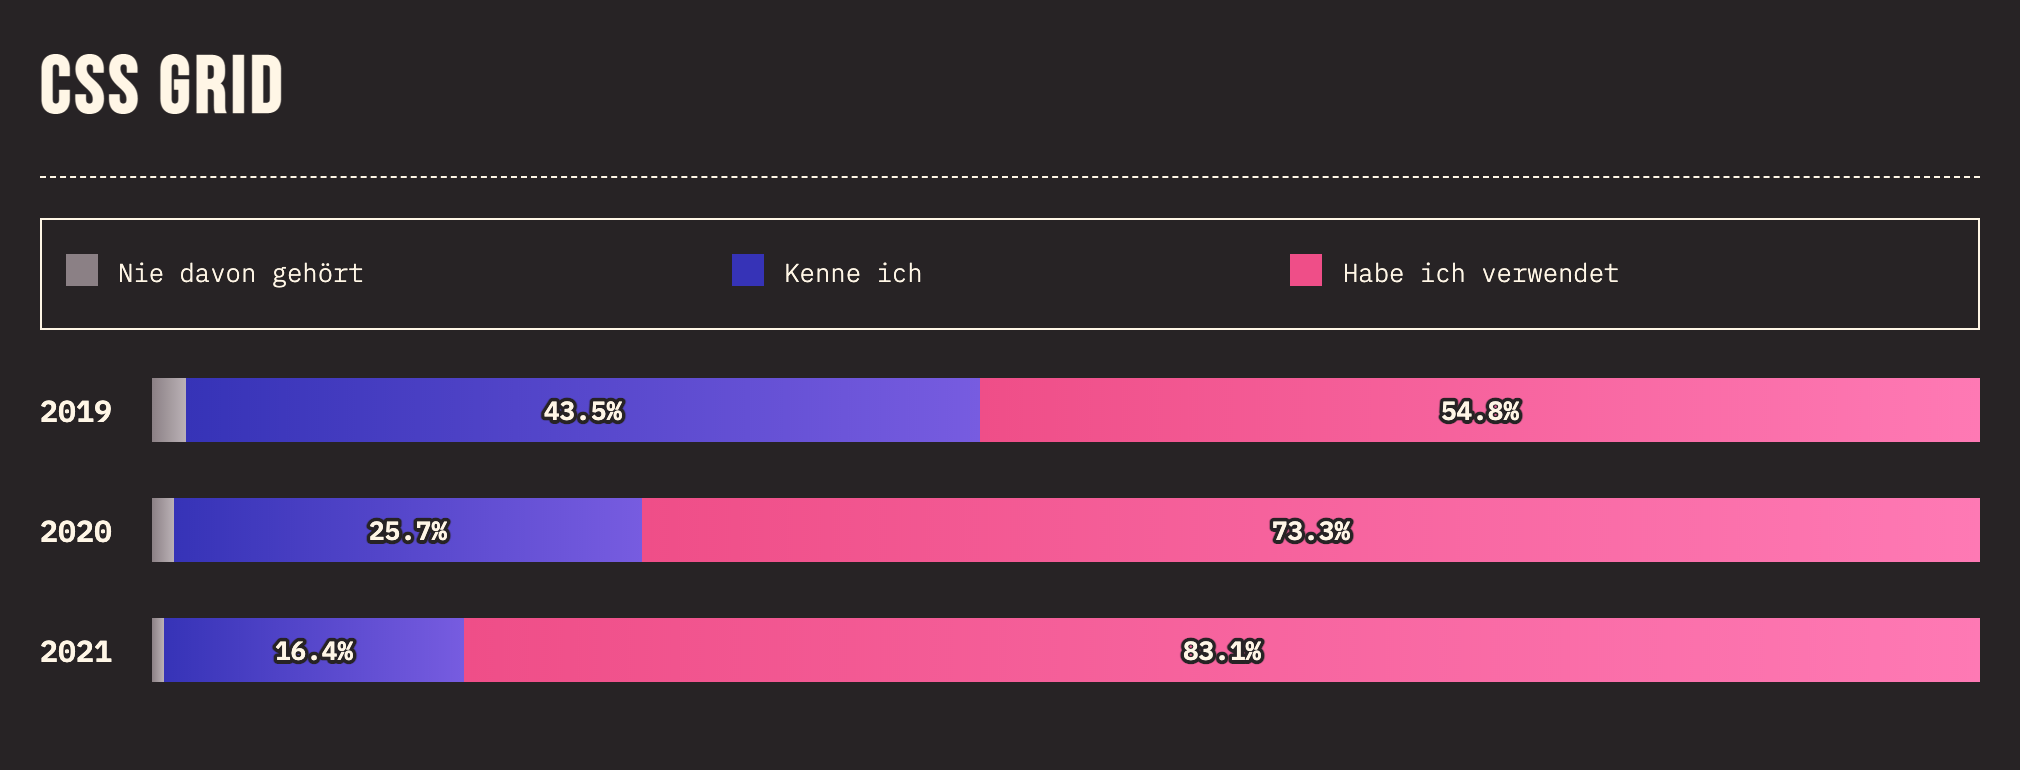 CSS GRID
Nie davon gehört
Kenne ich
Habe ich verwendet
2019 43.5% 54.8%
2020 25.7% 73.3%
2021 16.4% 83.1%